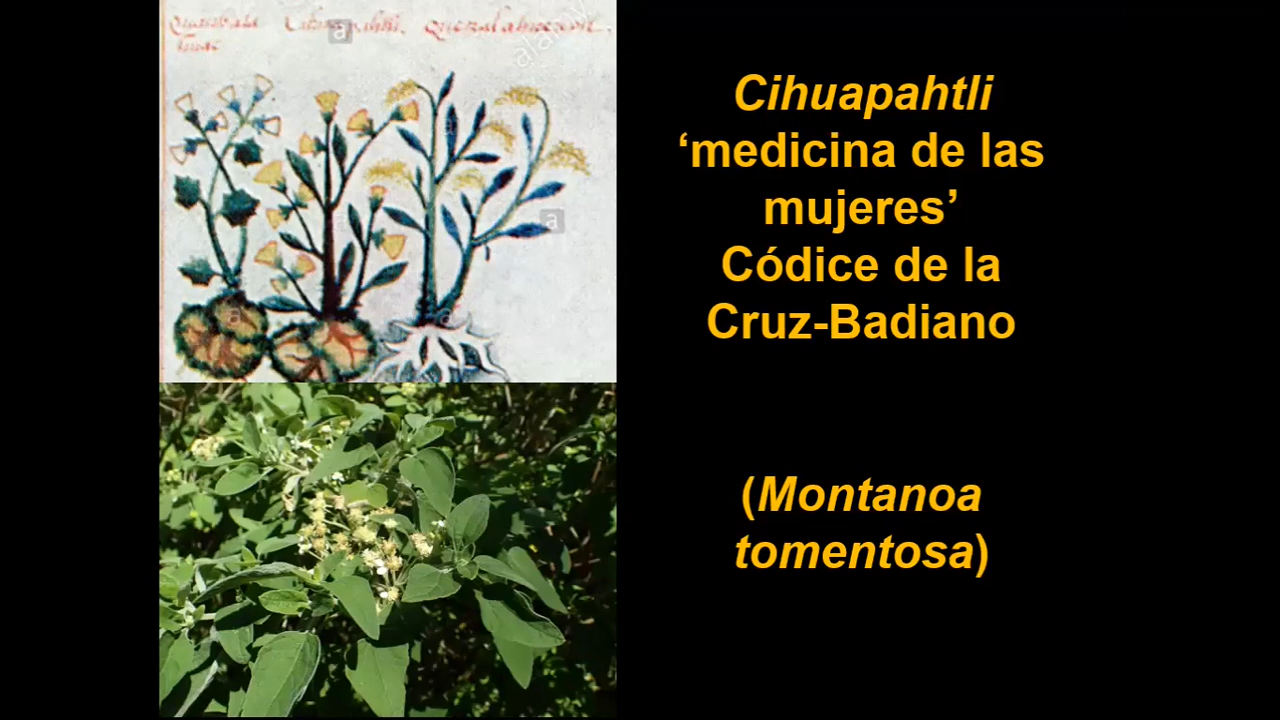 Cihuapahtli
‘medicina de las
mujeres’
Códice de la
Cruz-Badiano
(Montanoa
tomentosa)